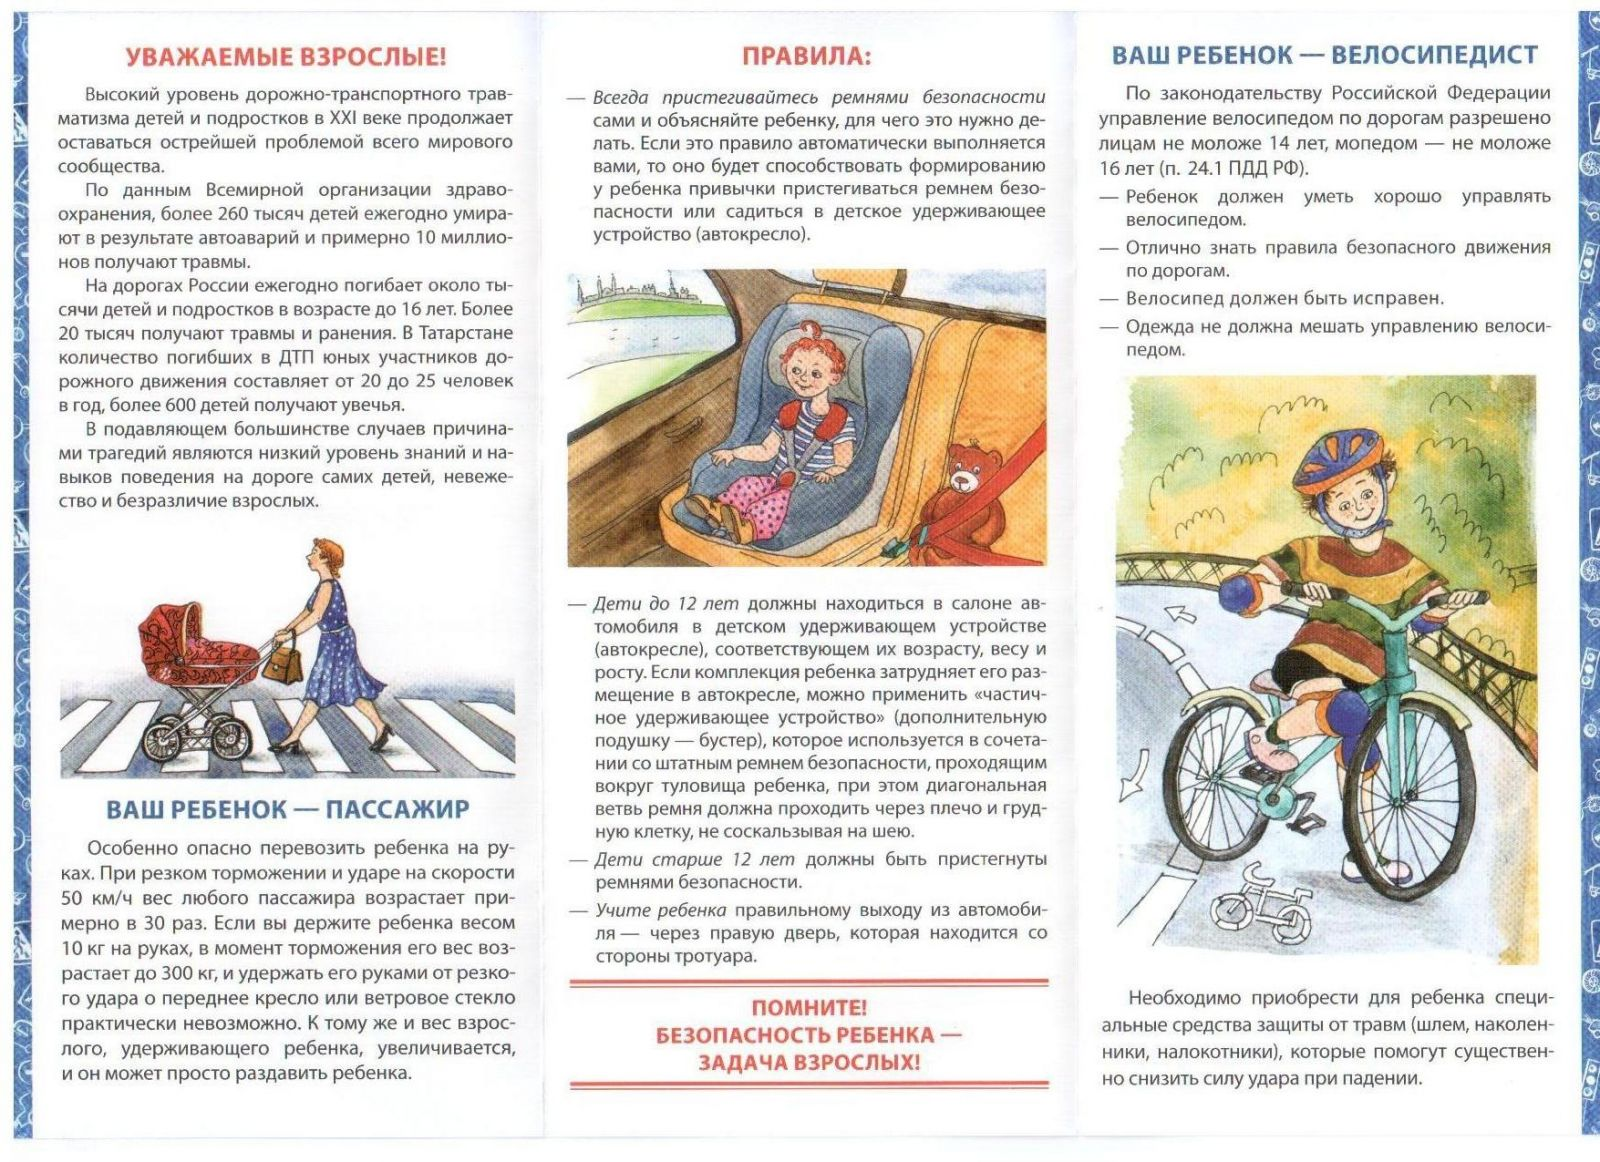 УВАЖАЕМЫЕ ВЗРОСЛЫЕ!
Высокий уровень дорожно-транспортного трав-
матизма детей и подростков в XXI веке продолжает
оставаться острейшей проблемой всего мирового
сообщества.
По данным Всемирной организации здраво-
охранения, более 260 тысяч детей ежегодно умира-
ют в результате автоаварий и примерно 10 миллио-
нов получают травмы.
На дорогах России ежегодно погибает около ты-
сячи детей и подростков в возрасте до 16 лет. Более
20 тысяч получают травмы и ранения. В Татарстане
количество погибших в ДТП юных участников до-
рожного движения составляет от 20 до 25 человек
в год, более 600 детей получают увечья.
В подавляющем большинстве случаев причина-
ми трагедий являются низкий уровень знаний и на-
выков поведения на дороге самих детей, невеже-
ство и безразличие взрослых.
ВАШ РЕБЕНОК — ПАССАЖИР
Особенно опасно перевозить ребенка на ру-
ках. При резком торможении и ударе на скорости
50 км/ч вес любого пассажира возрастает при-
мерно в 30 раз. Если вы держите ребенка весом
10 кг на руках, в момент торможения его вес воз-
растает до 300 кг, и удержать его руками от резко-
го удара о переднее кресло или ветровое стекло
практически невозможно. К тому же и вес взрос-
лого, удерживающего ребенка, увеличивается,
и он может просто раздавить ребенка.
ПРАВИЛА:
— Всегда пристегивайтесь ремнями безопасности
сами и объясняйте ребенку, для чего это нужно де-
лать. Если это правило автоматически выполняется
вами, то оно будет способствовать формированию
у ребенка привычки пристегиваться ремнем безо-
пасности или садиться в детское удерживающее
устройство (автокресло).
— Дети до 12 лет должны находиться в салоне ав-
томобиля в детском удерживающем устройстве
(автокресле), соответствующем их возрасту, весу и
росту. Если комплекция ребенка затрудняет его раз-
мещение в автокресле, можно применить «частич-
ное удерживающее устройство» (дополнительную
подушку — бустер), которое используется в сочета-
нии со штатным ремнем безопасности, проходящим
вокруг туловища ребенка, при этом диагональная
ветвь ремня должна проходить через плечо и груд-
ную клетку, не соскальзывая на шею.
— Дети старше 12 лет должны быть пристегнуты
ремнями безопасности.
— Учите ребенка правильному выходу из автомоби-
ля — через правую дверь, которая находится со
стороны тротуара.
ПОМНИТЕ!
БЕЗОПАСНОСТЬ РЕБЕНКА —
ЗАДАЧА ВЗРОСЛЫХ!
ВАШ РЕБЕНОК — ВЕЛОСИПЕДИСТ
По законодательству Российской Федерации
управление велосипедом по дорогам разрешено
лицам не моложе 14 лет, мопедом — не моложе
16 лет (п. 24.1 ПДД РФ).
— Ребенок должен уметь хорошо управлять
велосипедом.
— Отлично знать правила безопасного движения
по дорогам.
— Велосипед должен быть исправен.
— Одежда не должна мешать управлению велоси-
педом.
Необходимо приобрести для ребенка специ-
альные средства защиты от травм (шлем, наколен-
ники, налокотники), которые помогут существен-
но снизить силу удара при падении.